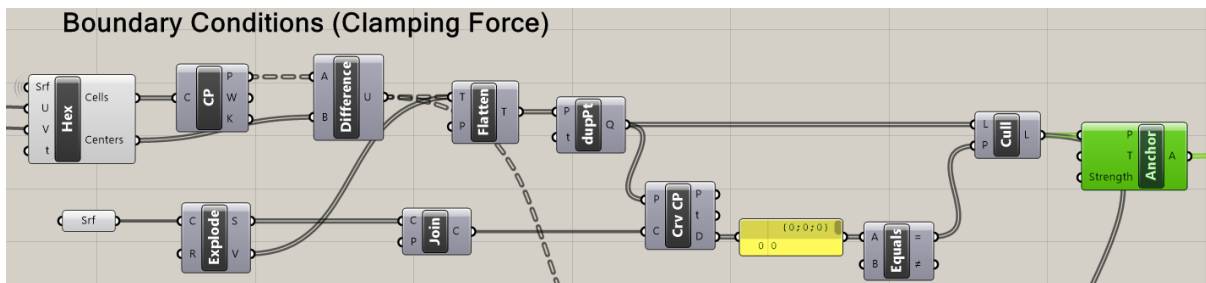 Boundary Conditions (Clamping Force)
Srf
U
V
t
Hex
Cells
Centers
C
CP
P
W
K
A
B
Difference
U
T
P
Flatten
T
P
t
dupPt
Q
L
P
Cull
L
P
T
Strength
Anchor
A
Srf
C
R
Explode
S
V
C
P
Join
C
P
C
Crv CP
P
t
D
{0;0;0}
0 0
A
B
Equals
=
≠